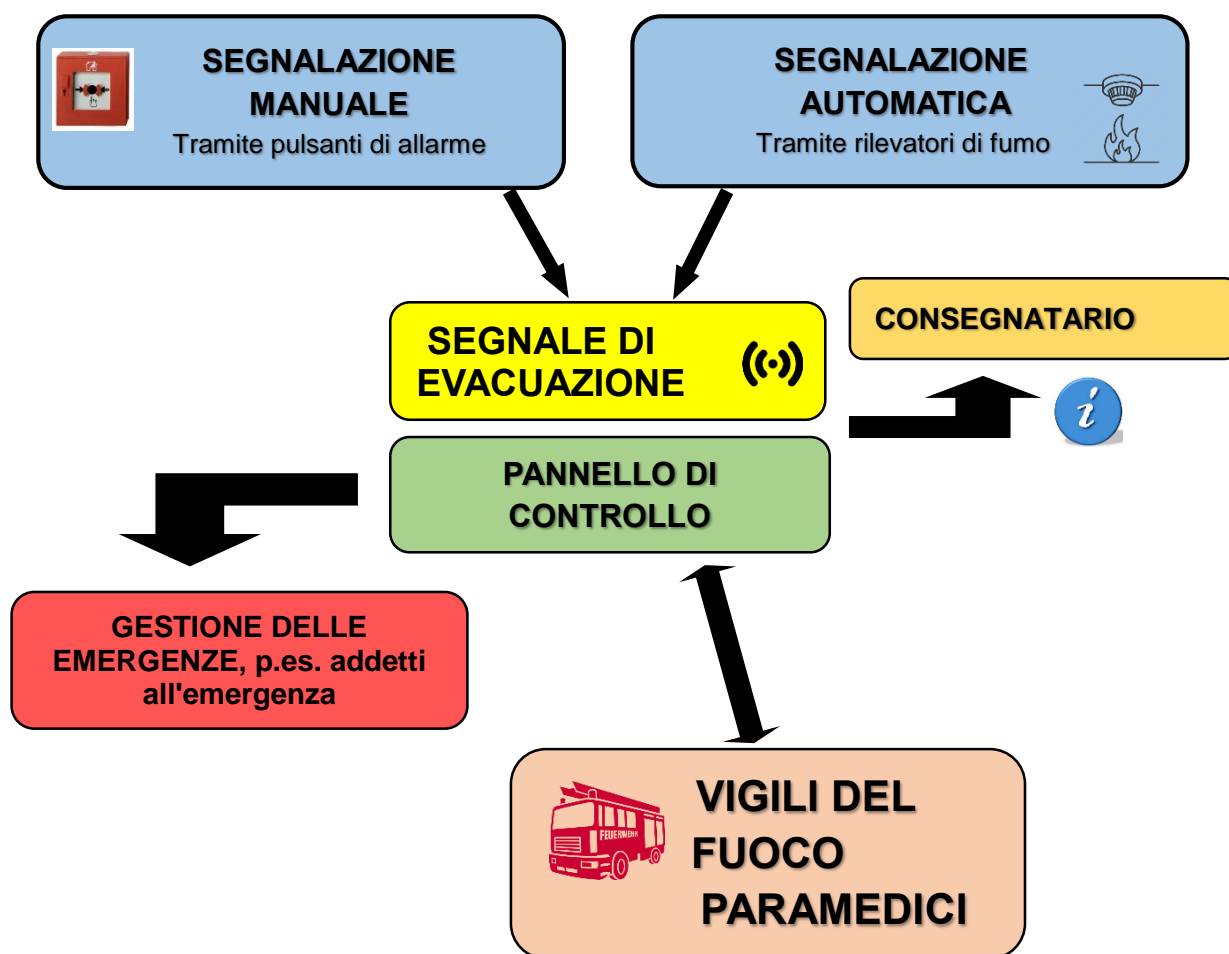 SEGNALAZIONE
MANUALE
Tramite pulsanti di allarme
SEGNALAZIONE
AUTOMATICA
Tramite rilevatori di fumo
SEGNALE DI
EVACUAZIONE
CONSEGNATARIO
i
PANNELLO DI
CONTROLLO
GESTIONE DELLE
EMERGENZE, p.es. addetti
all'emergenza
FEUERWEHR
VIGILI DEL
FUOCO
PARAMEDICI